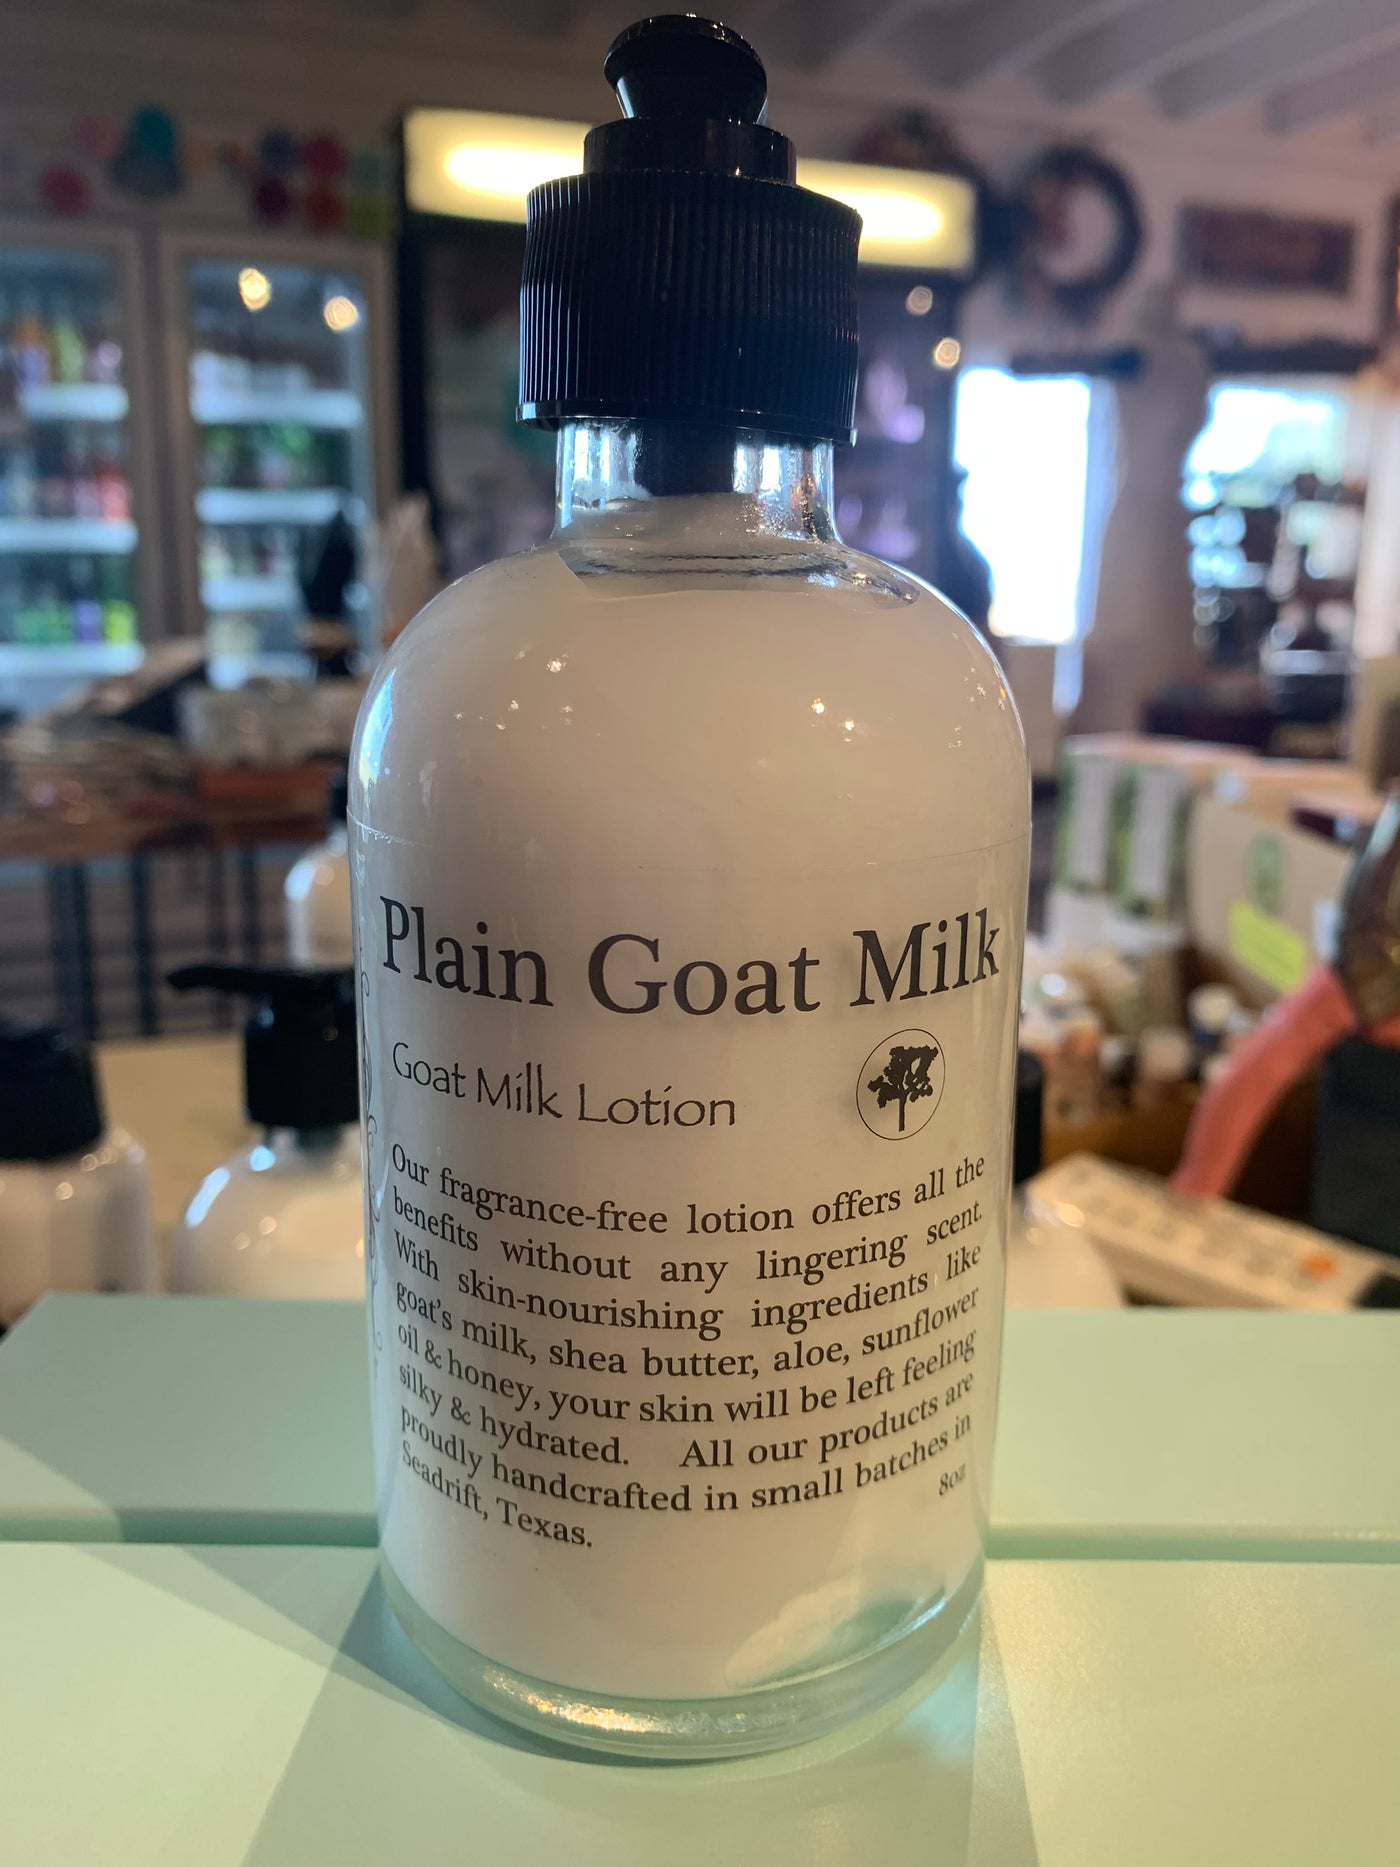 Plain Goat Milk
Goat Milk Lotion
Our fragrance-free lotion offers all the
benefits without any lingering scent.
With skin-nourishing ingredients like
goat's milk, shea butter, aloe, sunflower
oil & honey, your skin will be left feeling
silky & hydrated. All our products are
proudly handcrafted in small batches in
Seadrift, Texas.
8oz